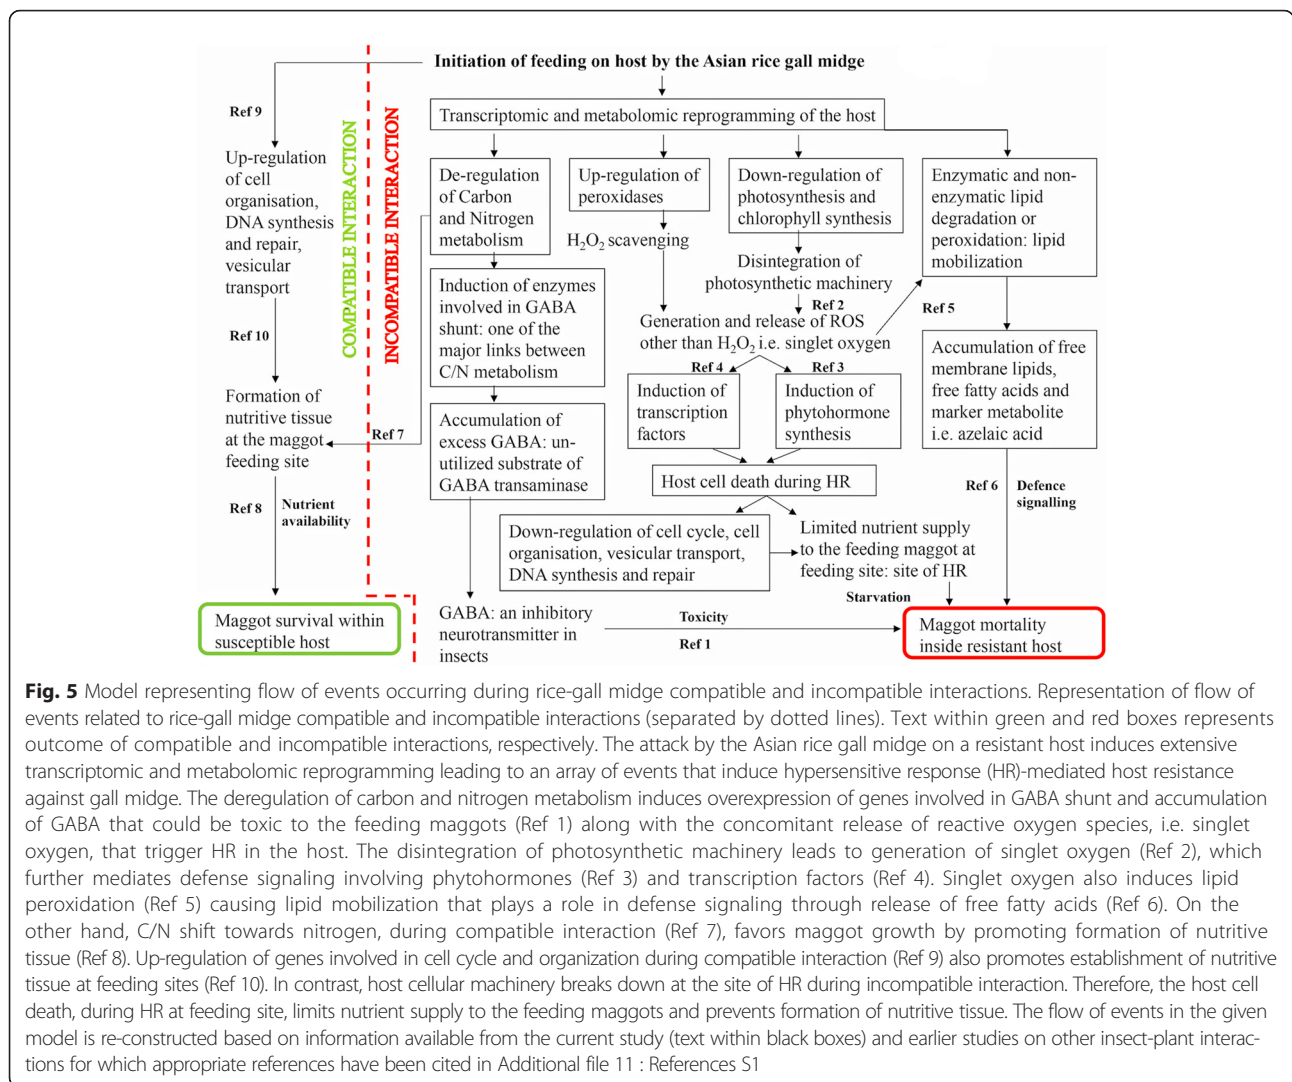 Initiation of feeding on host by the Asian rice gall midge
Ref 9
Up-regulation
of cell
organisation,
DNA synthesis
and repair,
vesicular
transport
Ref 10
Formation of
nutritive tissue
at the maggot
feeding site
Ref 8
Nutrient
availability
Maggot survival within
susceptible host
COMPATIBLE INTERACTION
INCOMPATIBLE INTERACTION
Transcriptomic and metabolomic reprogramming of the host
De-regulation
of Carbon
and Nitrogen
metabolism
Ref 7
Induction of enzymes
involved in GABA
shunt: one of the
major links between
C/N metabolism
Accumulation of
excess GABA: un-
utilized substrate of
GABA transaminase
GABA: an inhibitory
neurotransmitter in
insects
Toxicity
Ref 1
Up-regulation of
peroxidases
H2O2 scavenging
Down-regulation of
photosynthesis and
chlorophyll synthesis
Disintegration of
photosynthetic machinery
Ref 2
Generation and release of ROS
other than H2O2 i.e. singlet oxygen
Ref 4
Ref 3
Induction of
transcription
factors
Induction of
phytohormone
synthesis
Host cell death during HR
Down-regulation of cell cycle, cell
organisation, vesicular transport,
DNA synthesis and repair
Limited nutrient supply
to the feeding maggot at
feeding site: site of HR
Starvation
Enzymatic and non-
enzymatic lipid
degradation or
peroxidation: lipid
mobilization
Ref 5
Accumulation of free
membrane lipids,
free fatty acids and
marker metabolite
i.e. azelaic acid
Ref 6
Defence
signalling
Maggot mortality
inside resistant host
Fig. 5 Model representing flow of events occurring during rice-gall midge compatible and incompatible interactions. Representation of flow of
events related to rice-gall midge compatible and incompatible interactions (separated by dotted lines). Text within green and red boxes represents
outcome of compatible and incompatible interactions, respectively. The attack by the Asian rice gall midge on a resistant host induces extensive
transcriptomic and metabolomic reprogramming leading to an array of events that induce hypersensitive response (HR)-mediated host resistance
against gall midge. The deregulation of carbon and nitrogen metabolism induces overexpression of genes involved in GABA shunt and accumulation
of GABA that could be toxic to the feeding maggots (Ref 1) along with the concomitant release of reactive oxygen species, i.e. singlet
oxygen, that trigger HR in the host. The disintegration of photosynthetic machinery leads to generation of singlet oxygen (Ref 2), which
further mediates defense signaling involving phytohormones (Ref 3) and transcription factors (Ref 4). Singlet oxygen also induces lipid
peroxidation (Ref 5) causing lipid mobilization that plays a role in defense signaling through release of free fatty acids (Ref 6). On the
other hand, C/N shift towards nitrogen, during compatible interaction (Ref 7), favors maggot growth by promoting formation of nutritive
tissue (Ref 8). Up-regulation of genes involved in cell cycle and organization during compatible interaction (Ref 9) also promotes establishment of nutritive
tissue at feeding sites (Ref 10). In contrast, host cellular machinery breaks down at the site of HR during incompatible interaction. Therefore, the host cell
death, during HR at feeding site, limits nutrient supply to the feeding maggots and prevents formation of nutritive tissue. The flow of events in the given
model is re-constructed based on information available from the current study (text within black boxes) and earlier studies on other insect-plant interac-
tions for which appropriate references have been cited in Additional file 11 : References S1